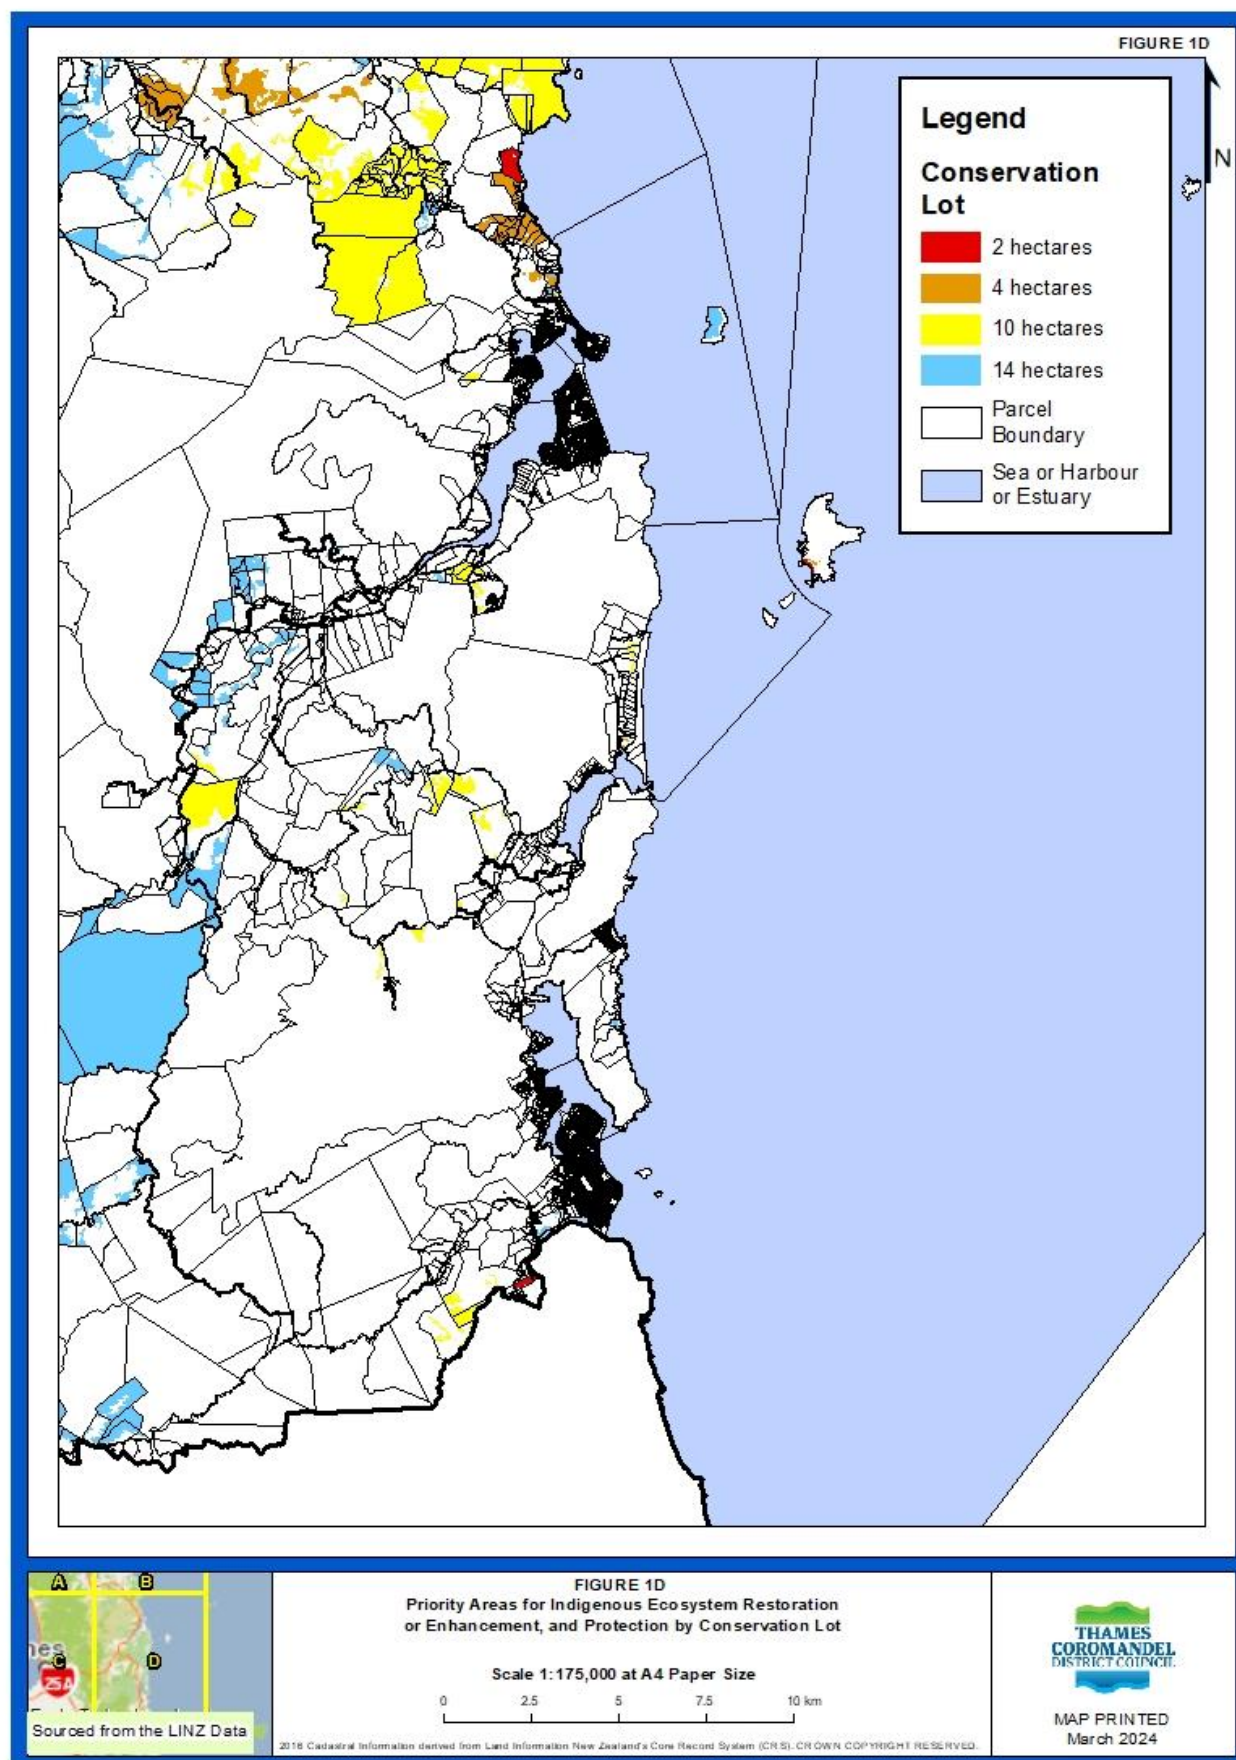 FIGURE 1D
Legend
Conservation
Lot
2 hectares
4 hectares
10 hectares
14 hectares
Parcel
Boundary
Sea or Harbour
or Estuary
N
A
B
nes
C
D
25A
Sourced from the LINZ Data
FIGURE 1D
Priority Areas for Indigenous Ecosystem Restoration
or Enhancement, and Protection by Conservation Lot
Scale 1:175,000 at A4 Paper Size
0 2.5 5 7.5 10 km
2016 Cadastral Information derived from Land Information New Zealand's Core Record System (CRS). CROWN COPYRIGHT RESERVED.
THAMES
COROMANDEL
DISTRICT COUNCIL
MAP PRINTED
March 2024